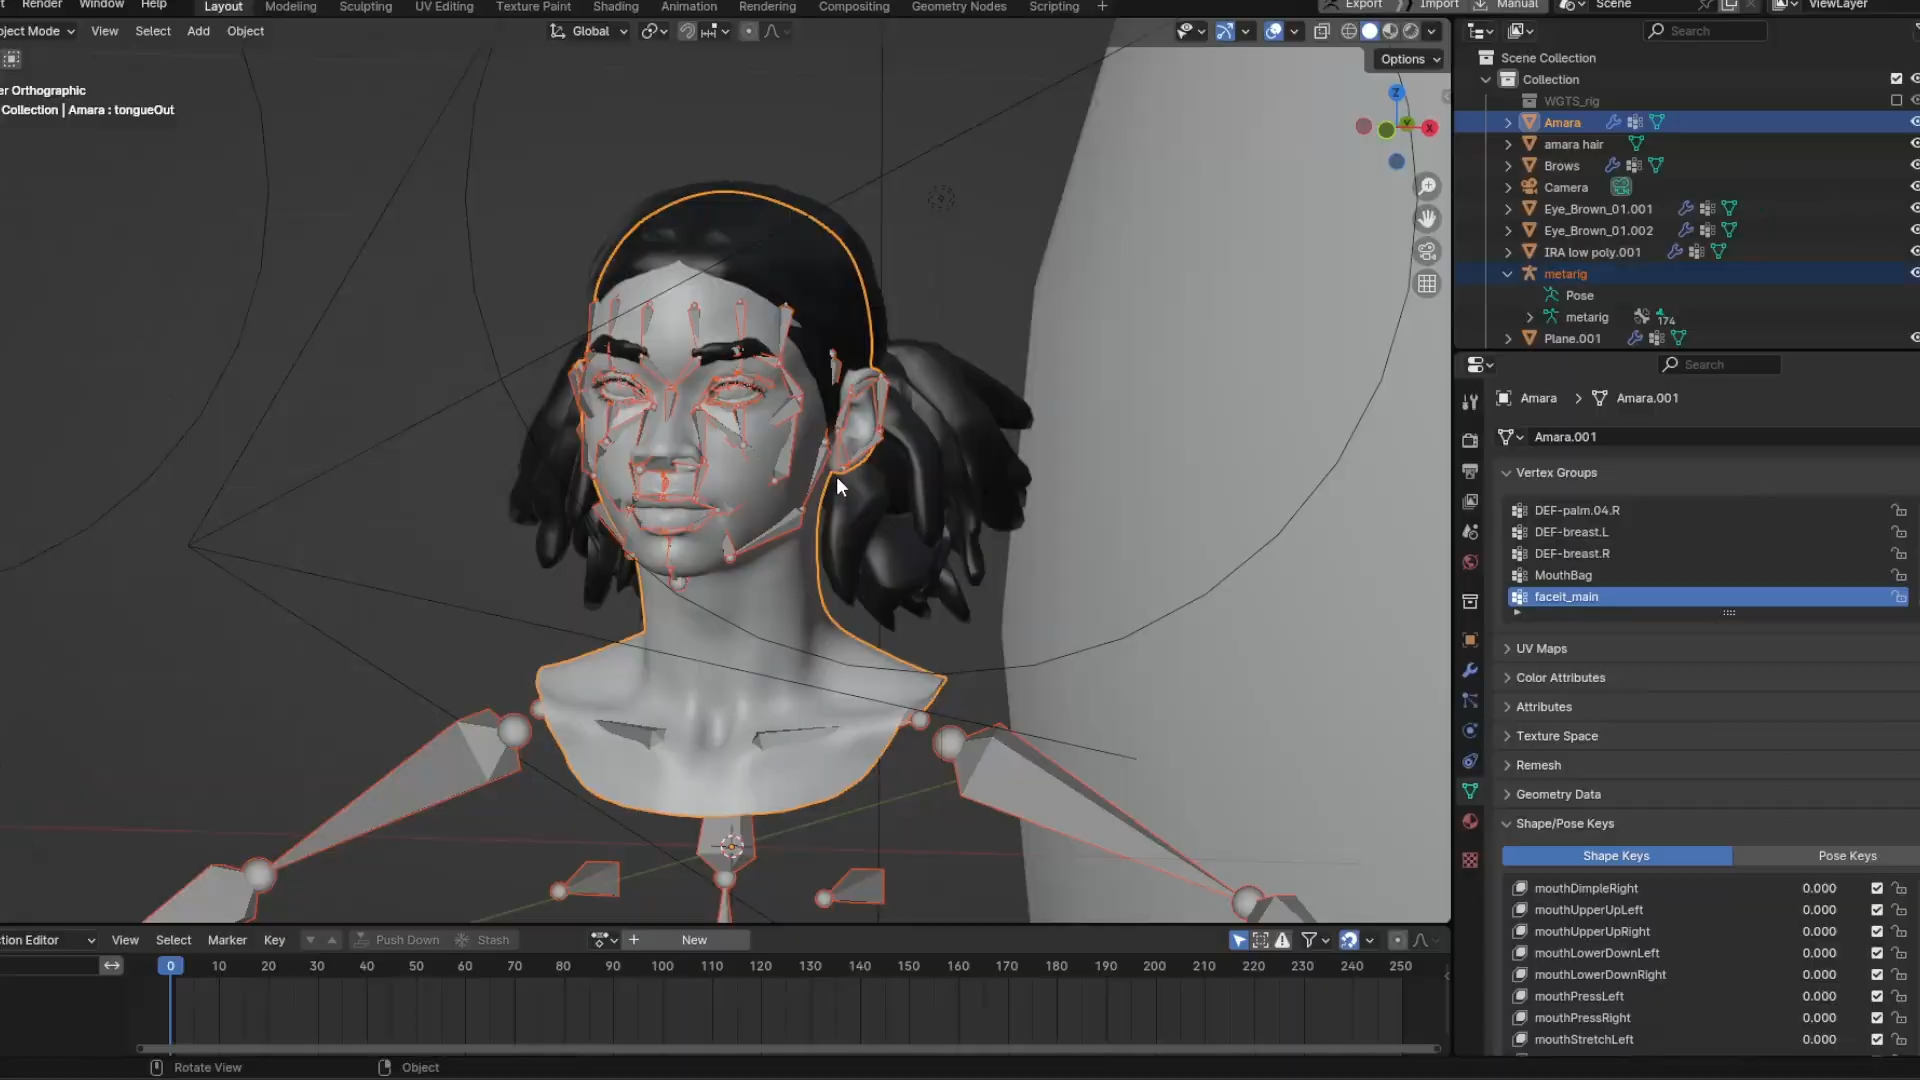 Render Window Help Layout Modeling Sculpting UV Editing Texture Paint Shading Animation Rendering Compositing Geometry Nodes Scripting + Export Import Manual Scene ViewLayer
bject Mode View Select Add Object Global
Search
Options
er Orthographic
Collection | Amara : tongueOut
Z
Y
X
Scene Collection
Collection
WGTS_rig
Amara
amara hair
Brows
Camera
Eye_Brown_01.001
Eye_Brown_01.002
IRA low poly.001
metarig
Pose
metarig 174
Plane.001
Search
Amara > Amara.001
Amara.001
Vertex Groups
DEF-palm.04.R
DEF-breast.L
DEF-breast.R
MouthBag
faceit_main
UV Maps
Color Attributes
Attributes
Texture Space
Remesh
Geometry Data
Shape/Pose Keys
Shape Keys Pose Keys
mouthDimpleRight 0.000
mouthUpperUpLeft 0.000
mouthUpperUpRight 0.000
mouthLowerDownLeft 0.000
mouthLowerDownRight 0.000
mouthPressLeft 0.000
mouthPressRight 0.000
mouthStretchLeft 0.000
tion Editor View Select Marker Key Push Down Stash + New
0 10 20 30 40 50 60 70 80 90 100 110 120 130 140 150 160 170 180 190 200 210 220 230 240 250
Rotate View Object